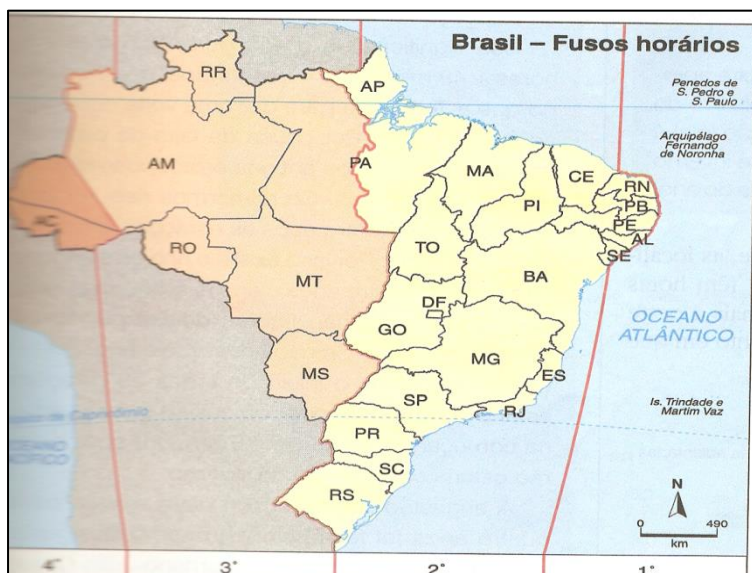 Brasil – Fusos horários
RR
AP
Penedos de
S. Pedro e
S. Paulo
Arquipélago
Fernando
de Noronha
AM
PA
MA
CE
RN
PB
PI
PE
AC
AL
RO
TO
SE
MT
BA
DF
GO
OCEANO
ATLÂNTICO
MG
MS
ES
SP
RJ
Is. Trindade e
Martim Vaz
PR
SC
RS
N
0 490
km
4° 3° 2° 1°